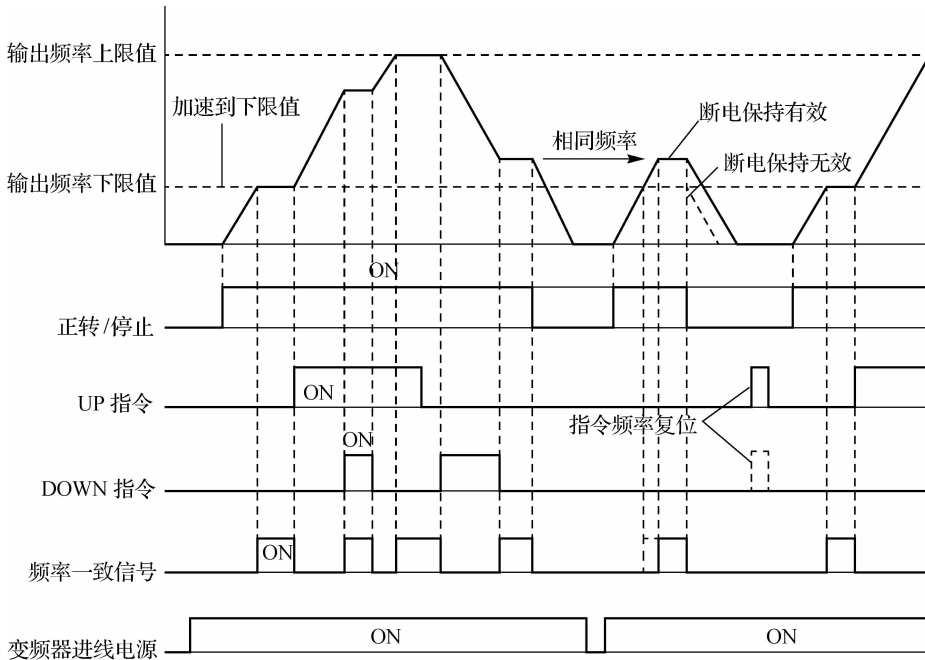 输出频率上限值
加速到下限值
断电保持有效
相同频率
断电保持无效
输出频率下限值
ON
正转/停止
ON
UP 指令
指令频率复位
ON
DOWN 指令
ON
频率一致信号
ON
ON
变频器进线电源